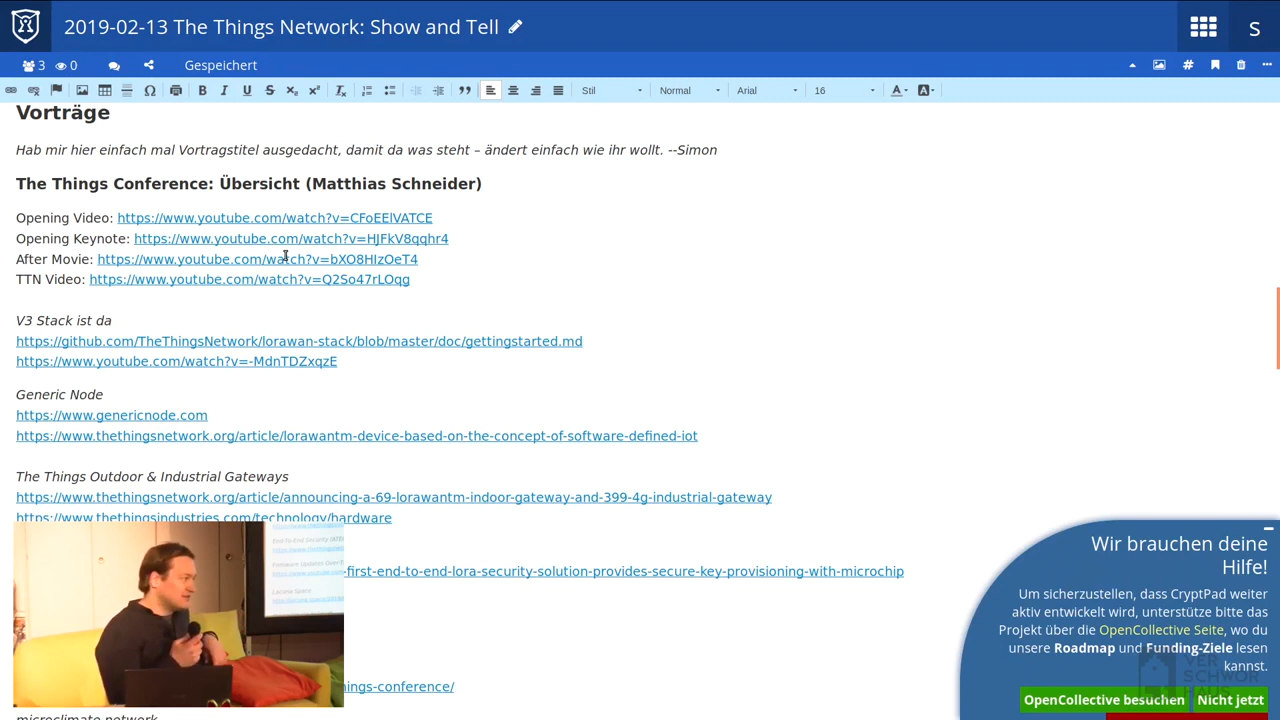 2019-02-13 The Things Network: Show and Tell
S
3 0 Gespeichert
Stil Normal Arial 16
Vorträge
Hab mir hier einfach mal Vortragstitel ausgedacht, damit da was steht – ändert einfach wie ihr wollt. --Simon
The Things Conference: Übersicht (Matthias Schneider)
Opening Video: https://www.youtube.com/watch?v=CFoEElVATCE
Opening Keynote: https://www.youtube.com/watch?v=HJFkV8qqhr4
After Movie: https://www.youtube.com/watch?v=bXO8HIzOeT4
TTN Video: https://www.youtube.com/watch?v=Q2So47rLOqg
V3 Stack ist da
https://github.com/TheThingsNetwork/lorawan-stack/blob/master/doc/gettingstarted.md
https://www.youtube.com/watch?v=-MdnTDZxqzE
Generic Node
https://www.genericnode.com
https://www.thethingsnetwork.org/article/lorawantm-device-based-on-the-concept-of-software-defined-iot
The Things Outdoor & Industrial Gateways
https://www.thethingsnetwork.org/article/announcing-a-69-lorawantm-indoor-gateway-and-399-4g-industrial-gateway
https://www.thethingsindustries.com/technology/hardware
-first-end-to-end-lora-security-solution-provides-secure-key-provisioning-with-microchip
hings-conference/
microclimate network
Lacuna Space
Wir brauchen deine
Hilfe!
Um sicherzustellen, dass CryptPad weiter
aktiv entwickelt wird, unterstütze bitte das
Projekt über die OpenCollective Seite, wo du
unsere Roadmap und Funding-Ziele lesen
kannst.
OpenCollective besuchen Nicht jetzt
VER
SCHWÖR
HAUS